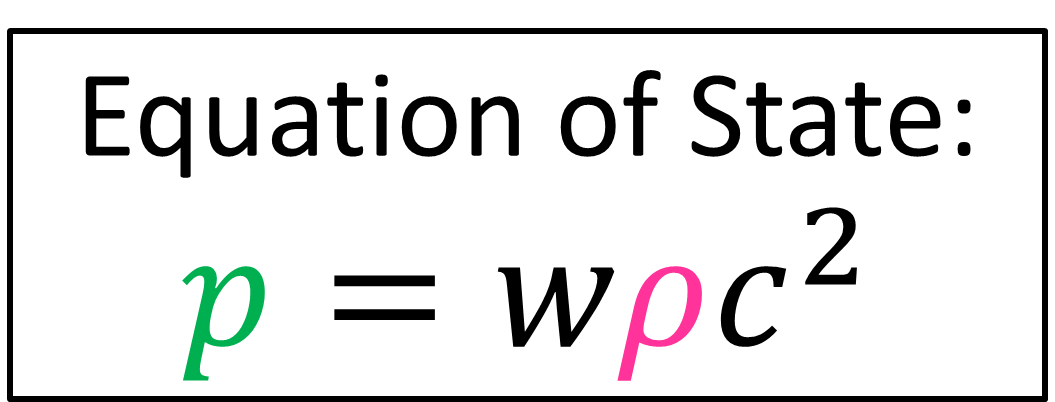 Equation of State:
p = wρc²